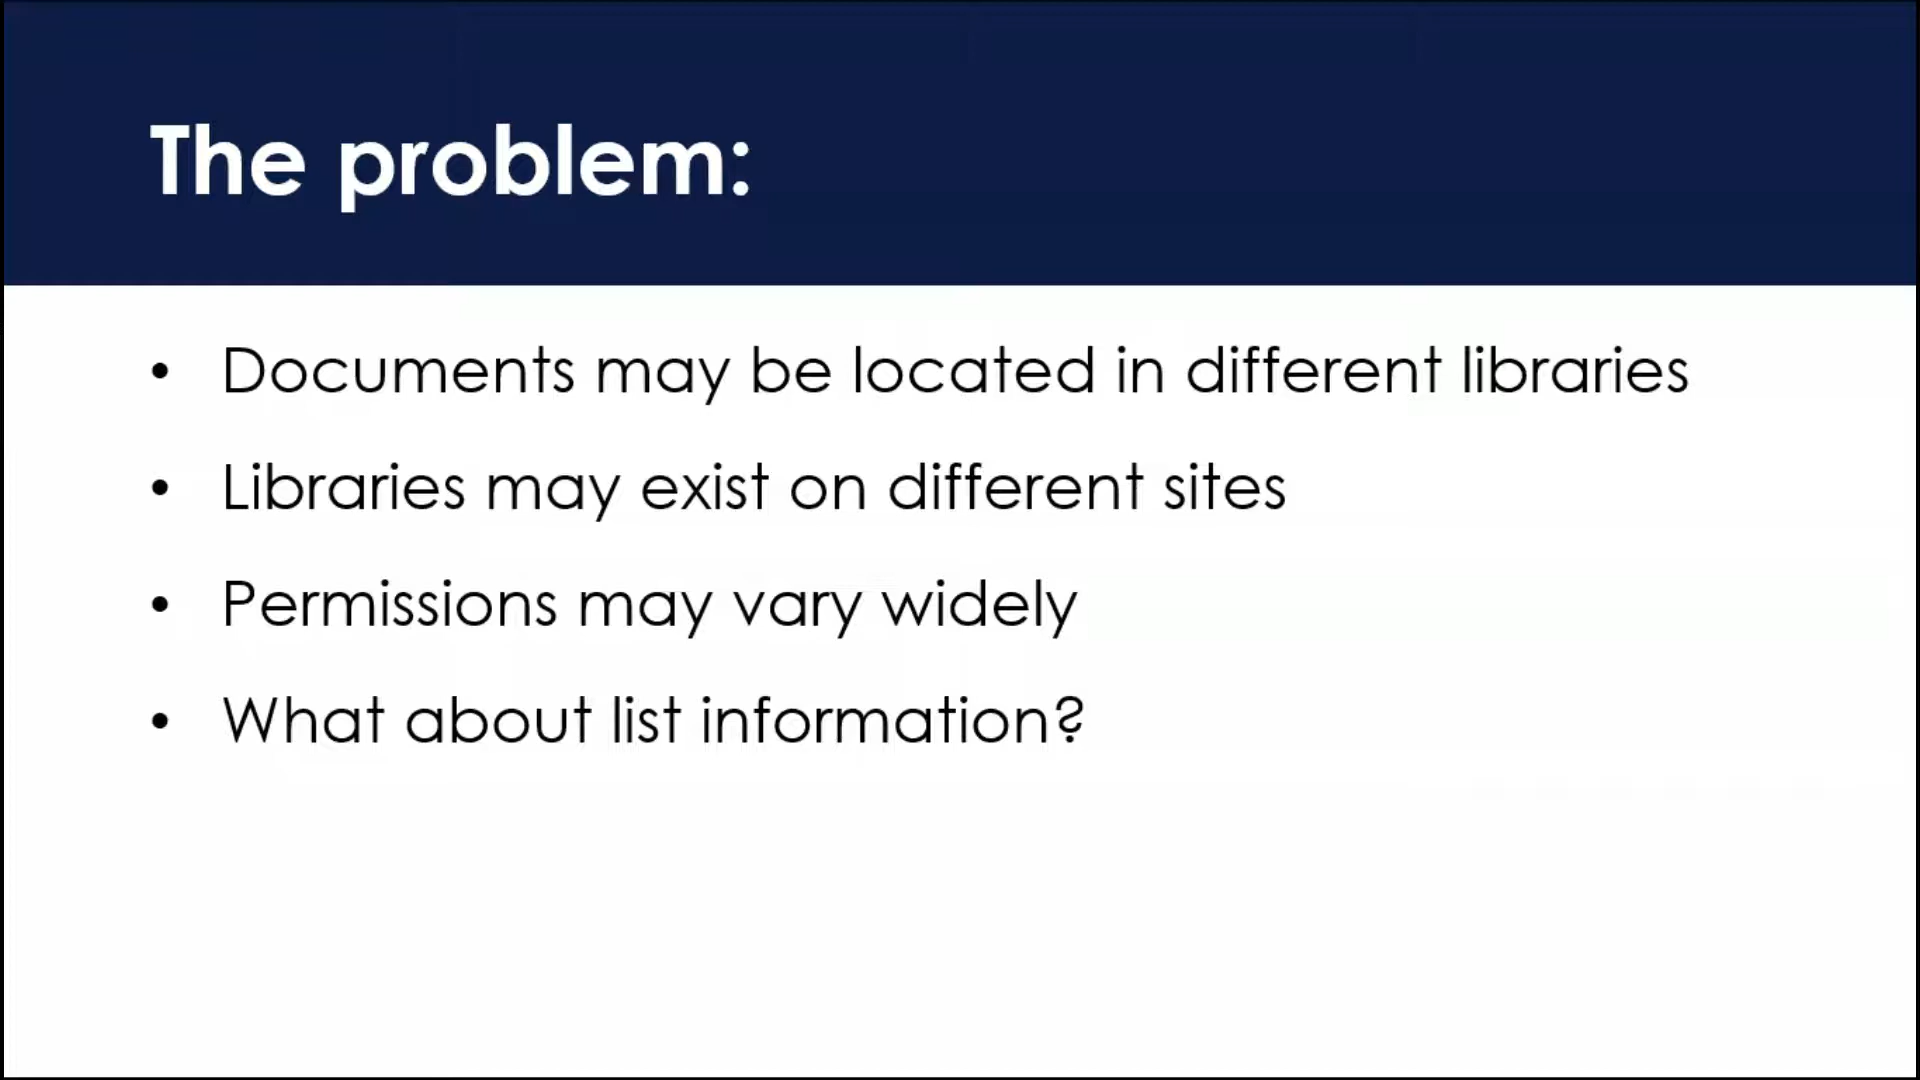 The problem:
• Documents may be located in different libraries
• Libraries may exist on different sites
• Permissions may vary widely
• What about list information?